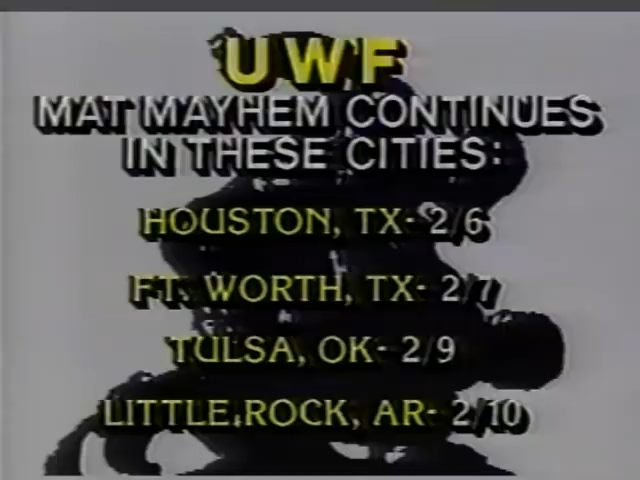 UWF
MAT MAYHEM CONTINUES
IN THESE CITIES:
HOUSTON, TX- 2/6
FT. WORTH, TX- 2/7
TULSA, OK- 2/9
LITTLE ROCK, AR- 2/10